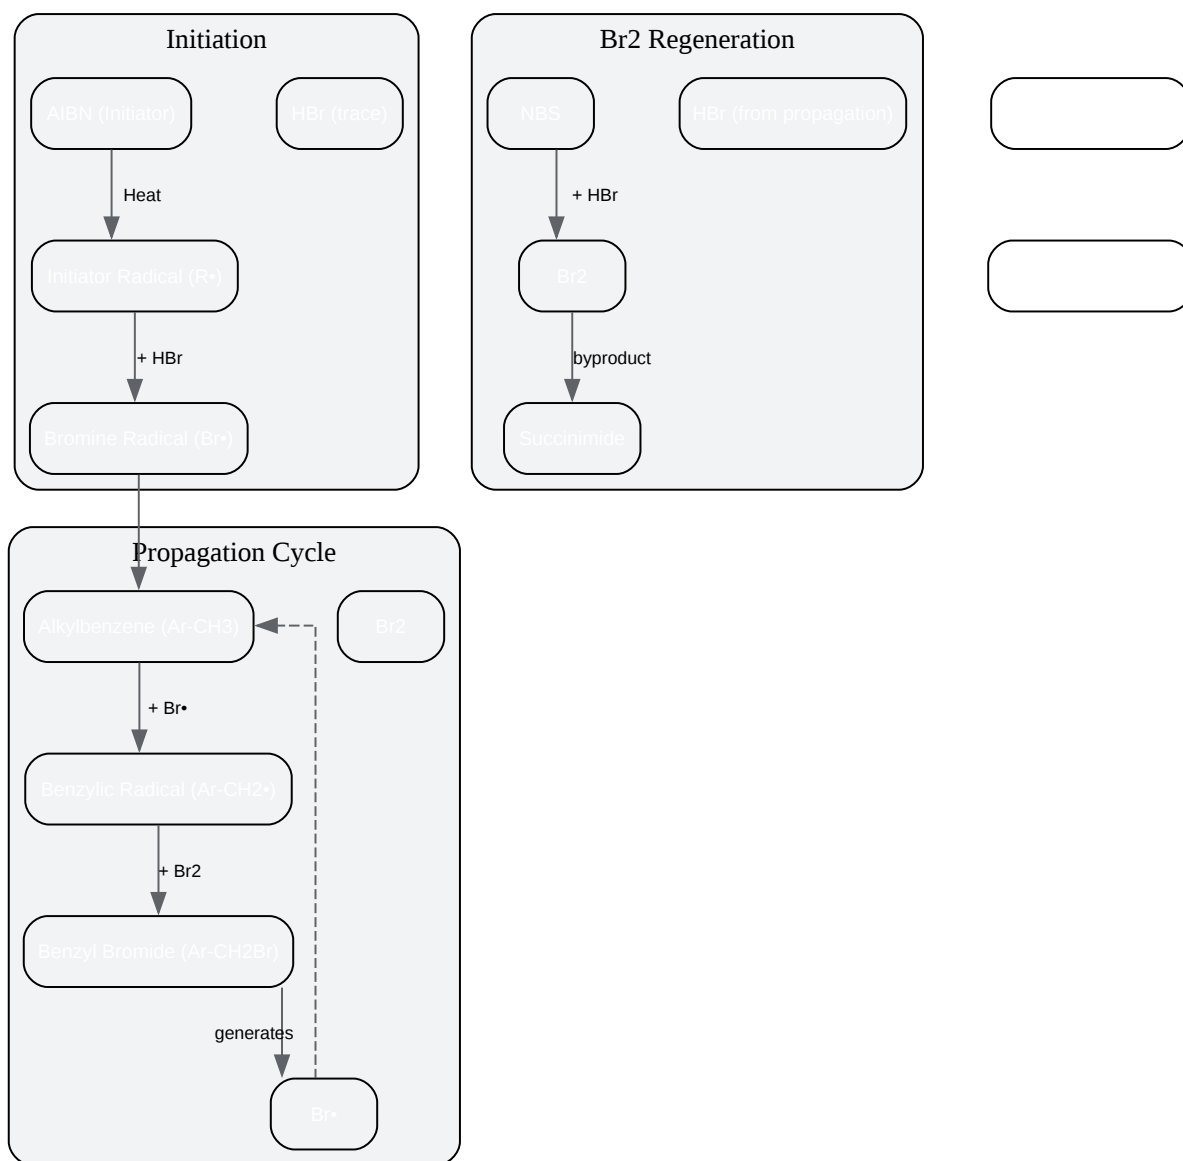 Initiation
AIBN (Initiator)
HBr (trace)
Heat
Initiator Radical (R•)
+ HBr
Bromine Radical (Br•)
Br2 Regeneration
NBS
HBr (from propagation)
+ HBr
Br2
byproduct
Succinimide
Propagation Cycle
Alkylbenzene (Ar-CH3)
Br2
+ Br•
Benzylic Radical (Ar-CH2•)
+ Br2
Benzyl Bromide (Ar-CH2Br)
generates
Br•